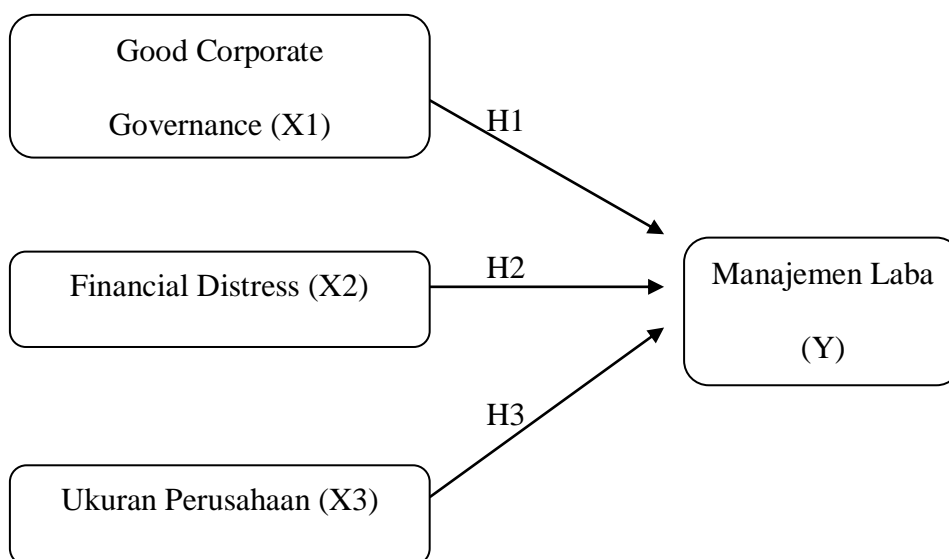 Good Corporate
Governance (X1)
H1
Financial Distress (X2)
H2
Manajemen Laba
(Y)
H3
Ukuran Perusahaan (X3)